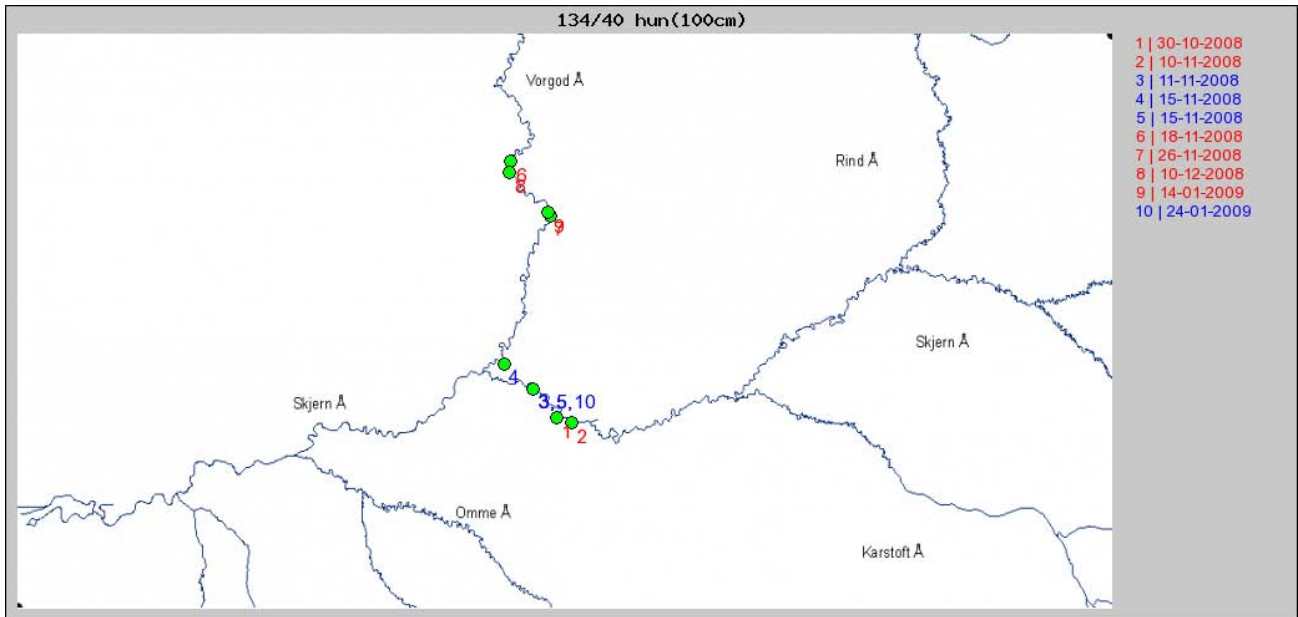 134/40 hun(100cm)
1 | 30-10-2008
2 | 10-11-2008
3 | 11-11-2008
4 | 15-11-2008
5 | 15-11-2008
6 | 18-11-2008
7 | 26-11-2008
8 | 10-12-2008
9 | 14-01-2009
10 | 24-01-2009
Vorgod Å
Rind Å
6
8
9
Skjern Å
4
3,5,10
Skjern Å
1
2
Omme Å
Karstoft Å